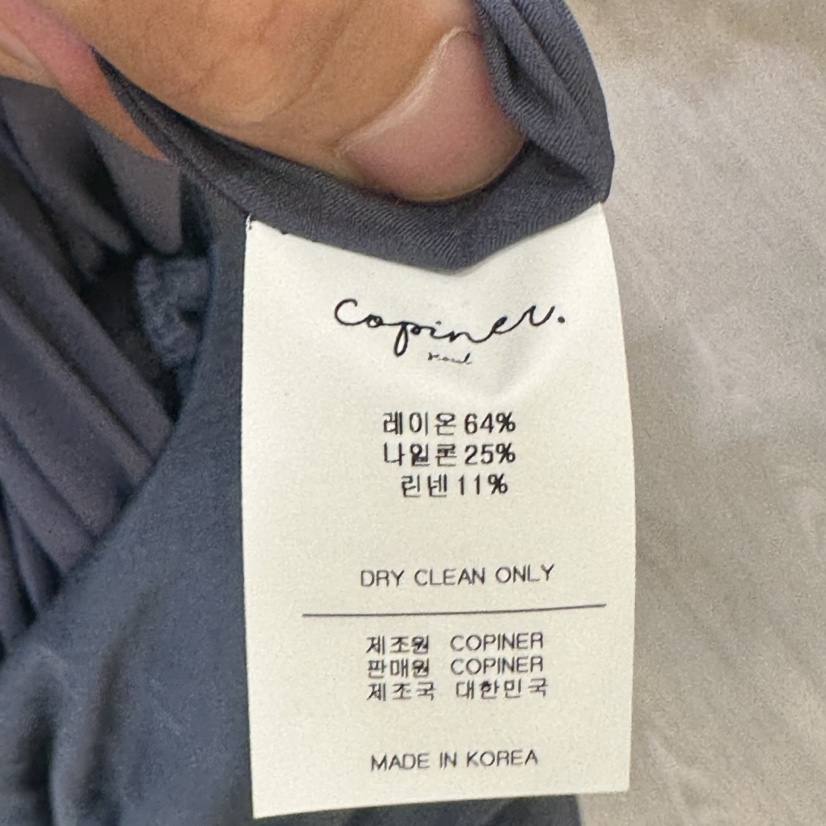 Copiner.
Seoul
레이온 64%
나일론 25%
린넨 11%
DRY CLEAN ONLY
제조원 COPINER
판매원 COPINER
제조국 대한민국
MADE IN KOREA